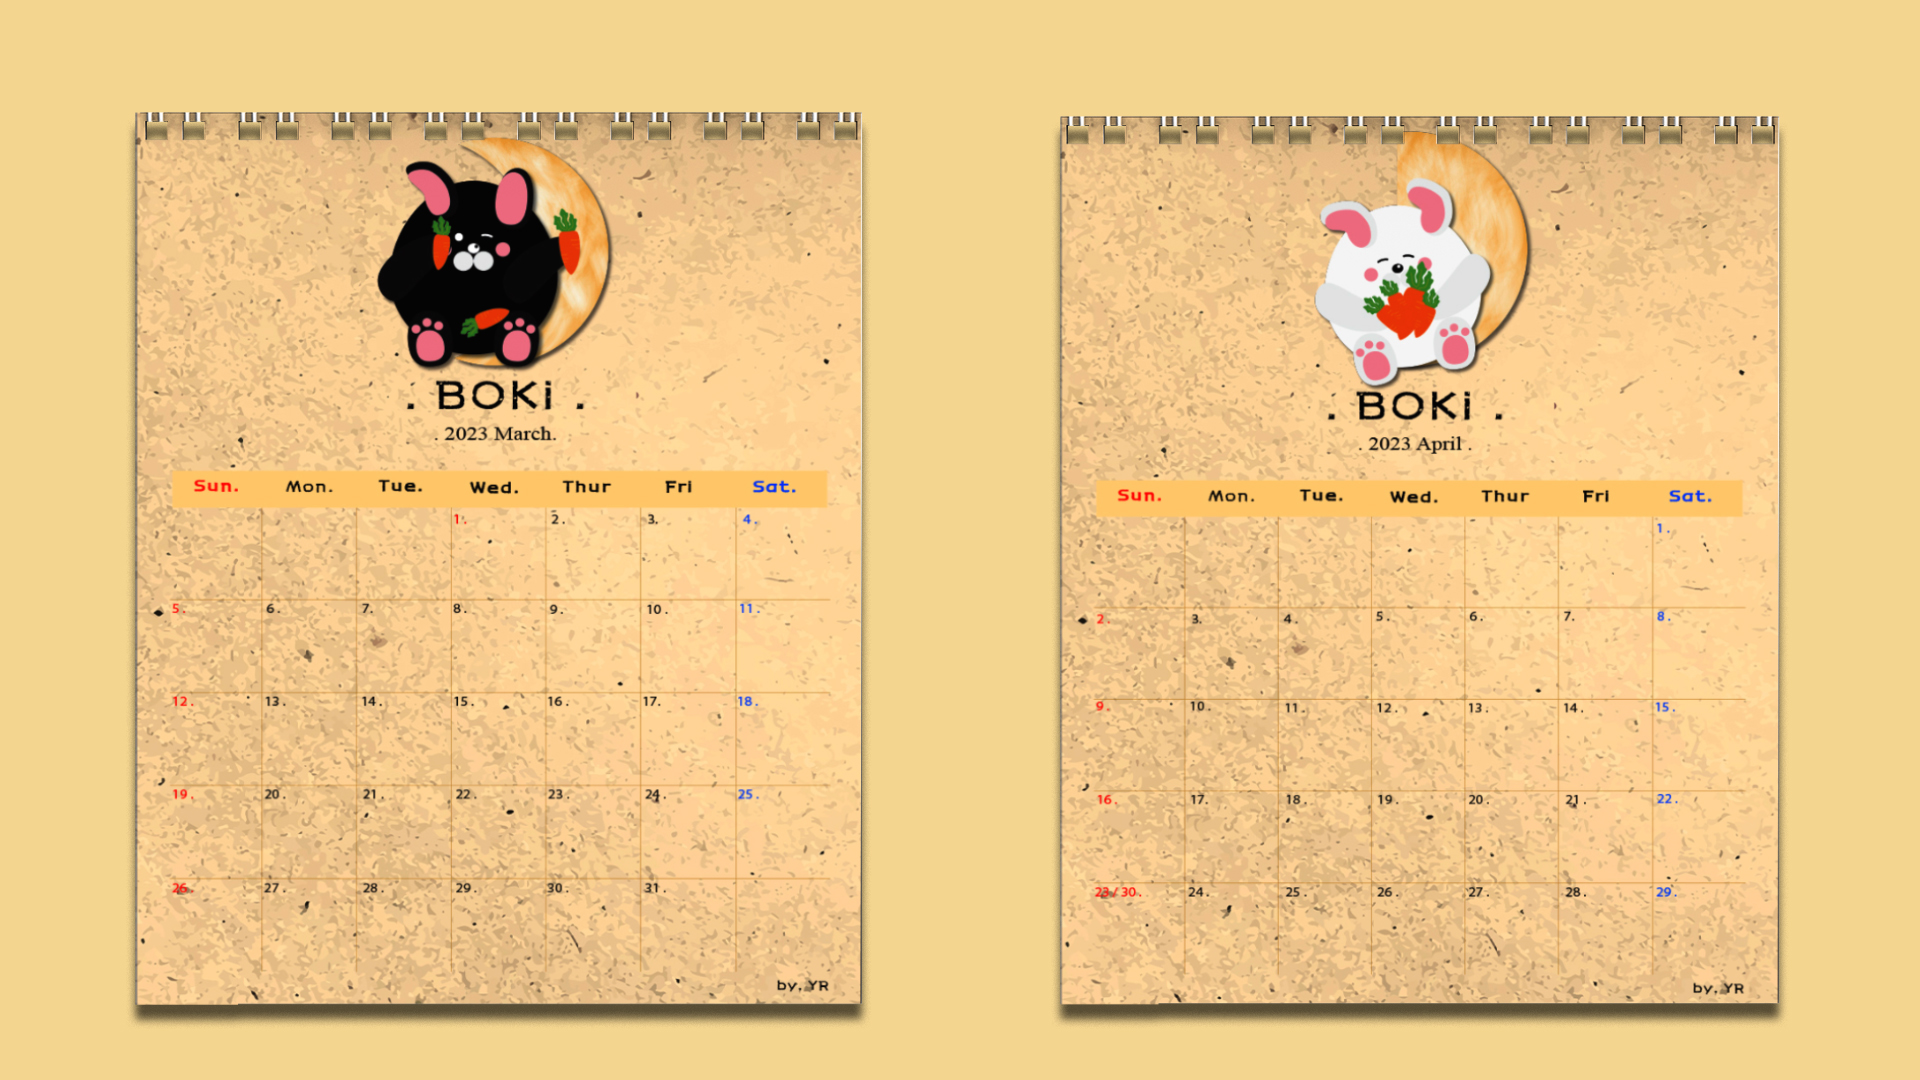 . BOKi .
. 2023 March.
Sun. Mon. Tue. Wed. Thur Fri Sat.
1. 2. 3. 4.
5. 6. 7. 8. 9. 10. 11.
12. 13. 14. 15. 16. 17. 18.
19. 20. 21. 22. 23. 24. 25.
26. 27. 28. 29. 30. 31.
by. YR
. BOKi .
. 2023 April .
Sun. Mon. Tue. Wed. Thur Fri Sat.
1.
2. 3. 4. 5. 6. 7. 8.
9. 10. 11. 12. 13. 14. 15.
16. 17. 18. 19. 20. 21. 22.
23/30. 24. 25. 26. 27. 28. 29.
by. YR